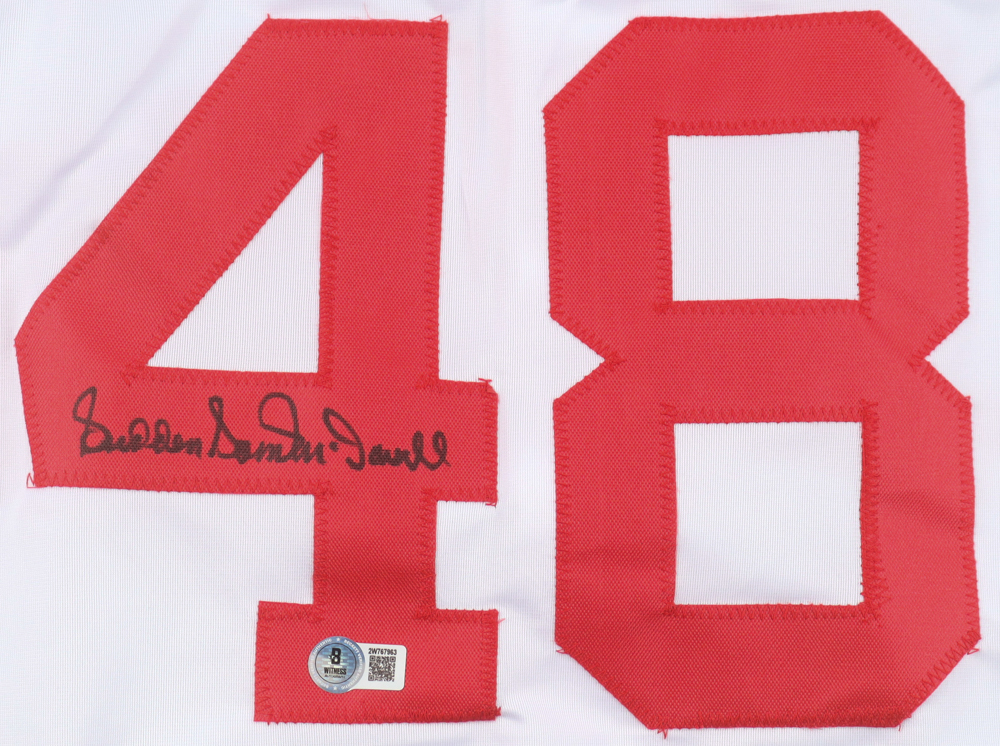 48
Sudden Sam McDowell
B
WITNESS
2W767963